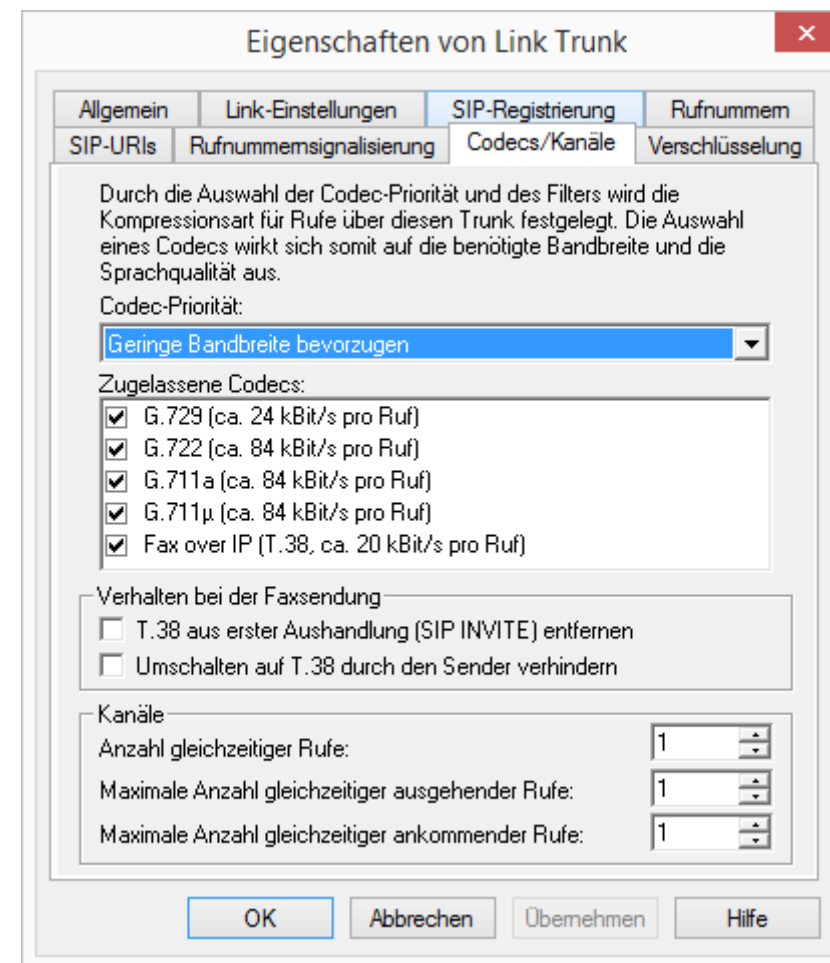 Eigenschaften von Link Trunk
Allgemein Link-Einstellungen SIP-Registrierung Rufnummern
SIP-URIs Rufnummernsignalisierung Codecs/Kanäle Verschlüsselung
Durch die Auswahl der Codec-Priorität und des Filters wird die
Kompressionsart für Rufe über diesen Trunk festgelegt. Die Auswahl
eines Codecs wirkt sich somit auf die benötigte Bandbreite und die
Sprachqualität aus.
Codec-Priorität:
Geringe Bandbreite bevorzugen
Zugelassene Codecs:
G.729 (ca. 24 kBit/s pro Ruf)
G.722 (ca. 84 kBit/s pro Ruf)
G.711a (ca. 84 kBit/s pro Ruf)
G.711µ (ca. 84 kBit/s pro Ruf)
Fax over IP (T.38, ca. 20 kBit/s pro Ruf)
Verhalten bei der Faxsendung
T.38 aus erster Aushandlung (SIP INVITE) entfernen
Umschalten auf T.38 durch den Sender verhindern
Kanäle
Anzahl gleichzeitiger Rufe: 1
Maximale Anzahl gleichzeitiger ausgehender Rufe: 1
Maximale Anzahl gleichzeitiger ankommender Rufe: 1
OK Abbrechen Übernehmen Hilfe